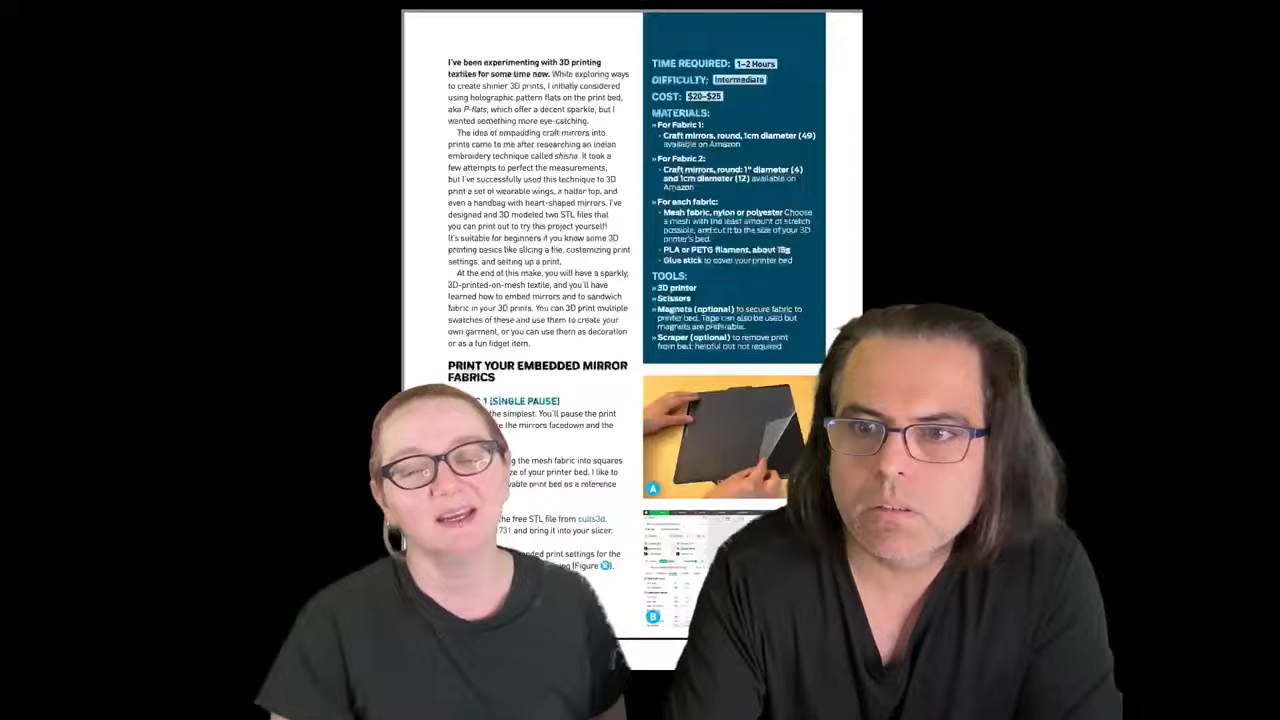 I've been experimenting with 3D printing
textiles for some time now. While exploring ways
to create shinier 3D prints, I initially considered
using holographic pattern flats on the print bed,
aka P-flats, which offer a decent sparkle, but I
wanted something more eye-catching.
The idea of embedding craft mirrors into
prints came to me after researching an Indian
embroidery technique called shisha. It took a
few attempts to perfect the measurements,
but I've successfully used this technique to 3D
print a set of wearable wings, a halter top, and
even a handbag with heart-shaped mirrors. I've
designed and 3D modeled two STL files that
you can print out to try this project yourself!
It's suitable for beginners if you know some 3D
printing basics like slicing a file, customizing print
settings, and setting up a print.
At the end of this make, you will have a sparkly,
3D-printed-on-mesh textile, and you'll have
learned how to embed mirrors and to sandwich
fabric in your 3D prints. You can 3D print multiple
swatches of these and use them to create your
own garment, or you can use them as decoration
or as a fun fidget item.
PRINT YOUR EMBEDDED MIRROR
FABRICS
1 (SINGLE PAUSE)
the simplest. You'll pause the print
the mirrors facedown and the
the mesh fabric into squares
of your printer bed. I like to
print bed as a reference
the free STL file from cults3d.
731 and bring it into your slicer.
print settings for the
(Figure B).
TIME REQUIRED: 1–2 Hours
DIFFICULTY: Intermediate
COST: $20–$25
MATERIALS:
» For Fabric 1:
• Craft mirrors, round, 1cm diameter (49)
available on Amazon
» For Fabric 2:
• Craft mirrors, round: 1" diameter (4)
and 1cm diameter (12) available on
Amazon
» For each fabric:
• Mesh fabric, nylon or polyester Choose
a mesh with the least amount of stretch
possible, and cut it to the size of your 3D
printer's bed.
• PLA or PETG filament, about 15g
• Glue stick to cover your printer bed
TOOLS:
» 3D printer
» Scissors
» Magnets (optional) to secure fabric to
printer bed. Tape can also be used but
magnets are preferable.
» Scraper (optional) to remove print
from bed; helpful but not required
A
B